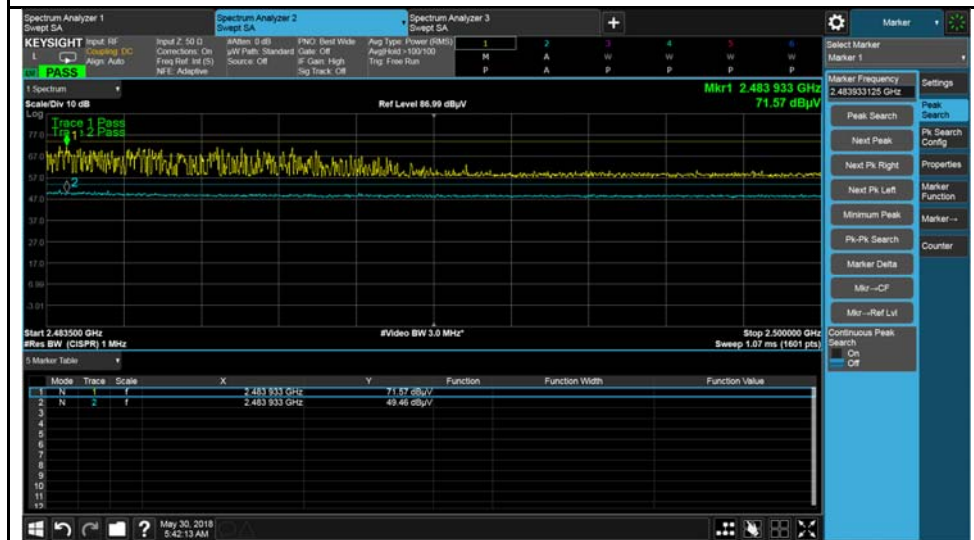 Spectrum Analyzer 1
Swept SA
Spectrum Analyzer 2
Swept SA
Spectrum Analyzer 3
Swept SA
+
Marker
KEYSIGHT
L
PASS
Input: RF
Coupling: DC
Align: Auto
Input Z: 50 Ω
Corrections: On
Freq Ref: Int (S)
NFE: Adaptive
#Atten: 0 dB
µW Path: Standard
Source: Off
PNO: Best Wide
Gate: Off
IF Gain: High
Sig Track: Off
Avg Type: Power (RMS)
Avg|Hold:>100/100
Trig: Free Run
1 2 3 4 5 6
M A W W W W
P A P P P P
Select Marker
Marker 1
1 Spectrum
Scale/Div 10 dB
Ref Level 86.99 dBµV
Mkr1 2.483 933 GHz
71.57 dBµV
Log
Trace 1 Pass
Trace 2 Pass
1
2
77.0
67.0
57.0
47.0
37.0
27.0
17.0
6.99
-3.01
Start 2.483500 GHz
#Res BW (CISPR) 1 MHz
#Video BW 3.0 MHz*
Stop 2.500000 GHz
Sweep 1.07 ms (1601 pts)
5 Marker Table
Mode Trace Scale X Y Function Function Width Function Value
1 N 1 f 2.483 933 GHz 71.57 dBµV
2 N 2 f 2.483 933 GHz 49.46 dBµV
3
4
5
6
7
8
9
10
11
12
Marker Frequency
2.483933125 GHz
Peak Search
Next Peak
Next Pk Right
Next Pk Left
Minimum Peak
Pk-Pk Search
Marker Delta
Mkr→CF
Mkr→Ref Lvl
Continuous Peak
Search
On
Off
Settings
Peak
Search
Pk Search
Config
Properties
Marker
Function
Marker→
Counter
?
May 30, 2018
5:42:13 AM